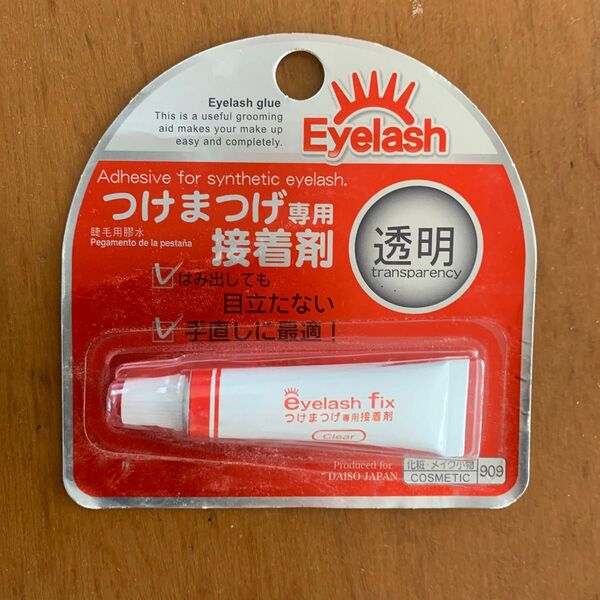 Eyelash glue
This is a useful grooming
aid makes your make up
easy and completely.
Eyelash
Adhesive for synthetic eyelash.
つけまつげ専用
睫毛用膠水
Pegamento de la pestaña
接着剤
透明
transparency
はみ出しても
目立たない
手直しに最適！
eyelash fix
つけまつげ専用接着剤
Clear
Produced for
DAISO JAPAN
化粧・メイク小物
COSMETIC
909